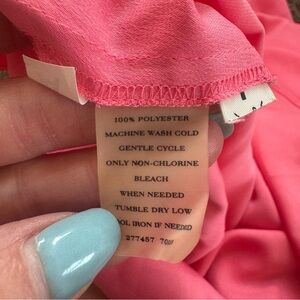 100% POLYESTER
MACHINE WASH COLD
GENTLE CYCLE
ONLY NON-CHLORINE
BLEACH
WHEN NEEDED
TUMBLE DRY LOW
OOL IRON IF NEEDED
277457